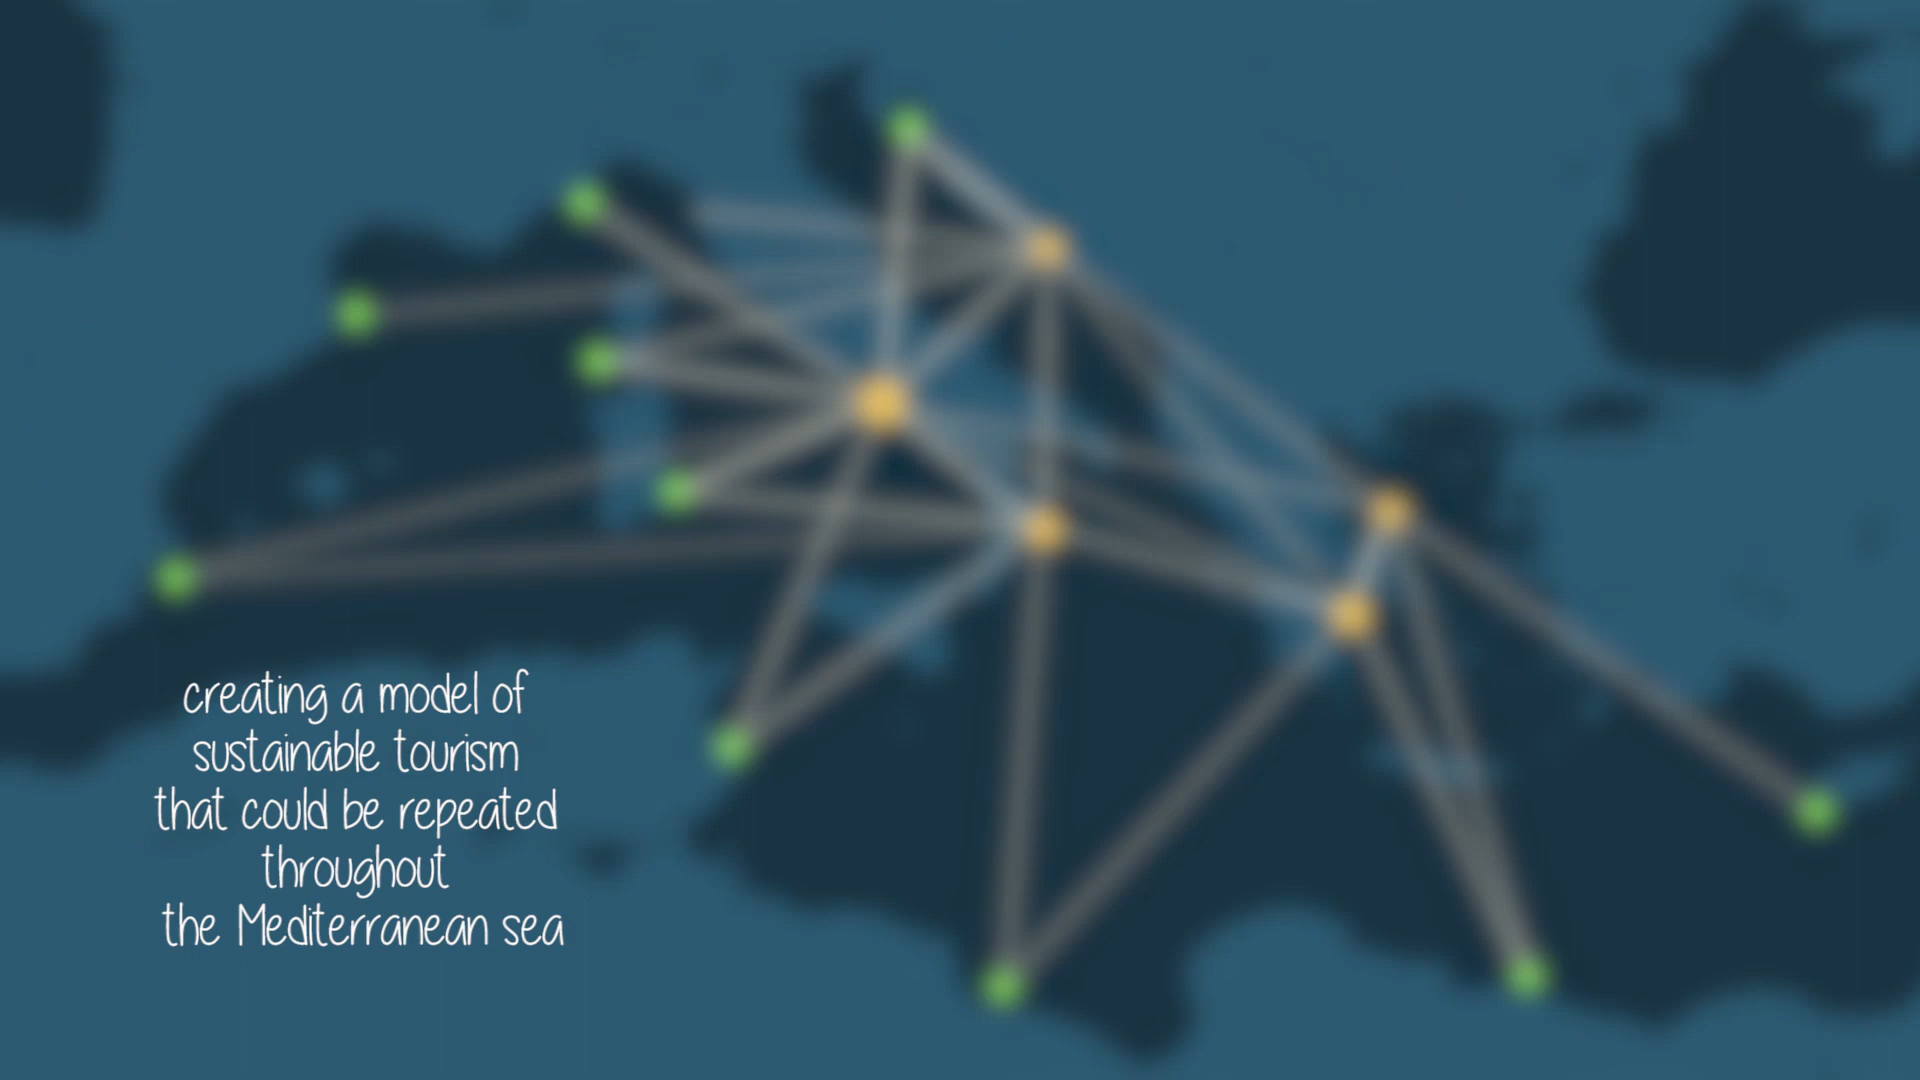 creating a model of
sustainable tourism
that could be repeated
throughout
the Mediterranean sea